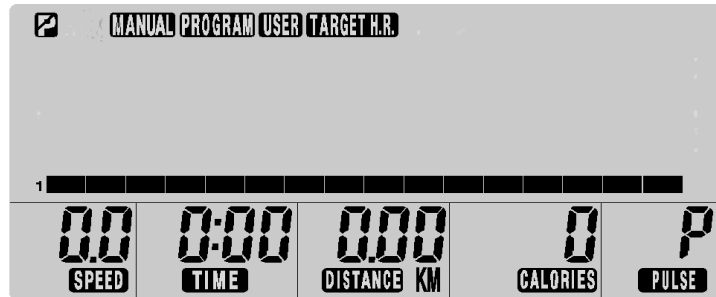 P MANUAL PROGRAM USER TARGET H.R.
1
0.0 0:00 0.00 0 P
SPEED TIME DISTANCE KM CALORIES PULSE